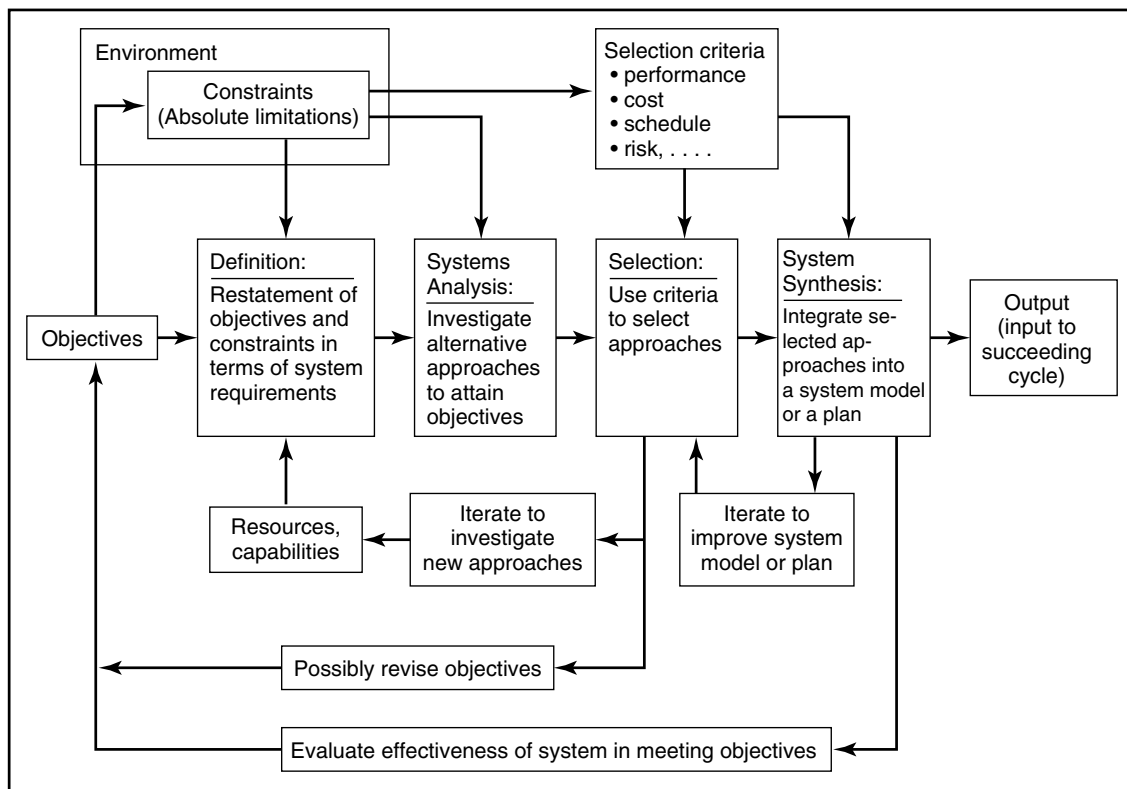 Environment
Constraints
(Absolute limitations)
Selection criteria
• performance
• cost
• schedule
• risk, . . . .
Objectives
Definition:
Restatement of
objectives and
constraints in
terms of system
requirements
Systems
Analysis:
Investigate
alternative
approaches
to attain
objectives
Selection:
Use criteria
to select
approaches
System
Synthesis:
Integrate se-
lected ap-
proaches into
a system model
or a plan
Output
(input to
succeeding
cycle)
Resources,
capabilities
Iterate to
investigate
new approaches
Iterate to
improve system
model or plan
Possibly revise objectives
Evaluate effectiveness of system in meeting objectives